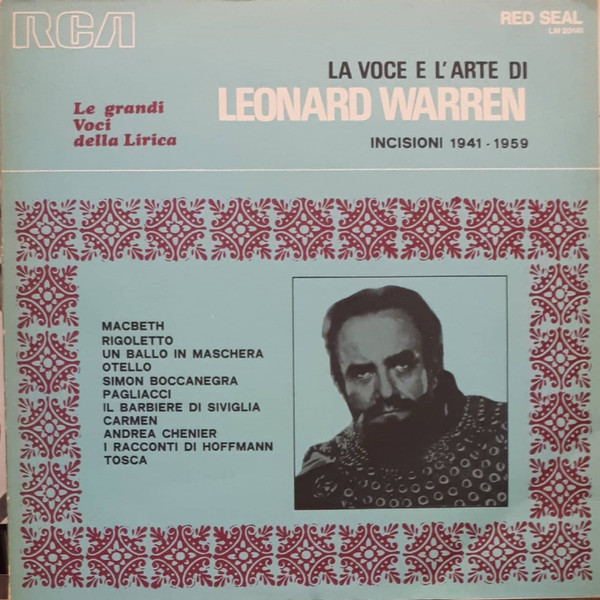 RCA
RED SEAL
LA VOCE E L'ARTE DI
LEONARD WARREN
INCISIONI 1941 - 1959
Le grandi
Voci
della Lirica
MACBETH
RIGOLETTO
UN BALLO IN MASCHERA
OTELLO
SIMON BOCCANEGRA
PAGLIACCI
IL BARBIERE DI SIVIGLIA
CARMEN
ANDREA CHENIER
I RACCONTI DI HOFFMANN
TOSCA